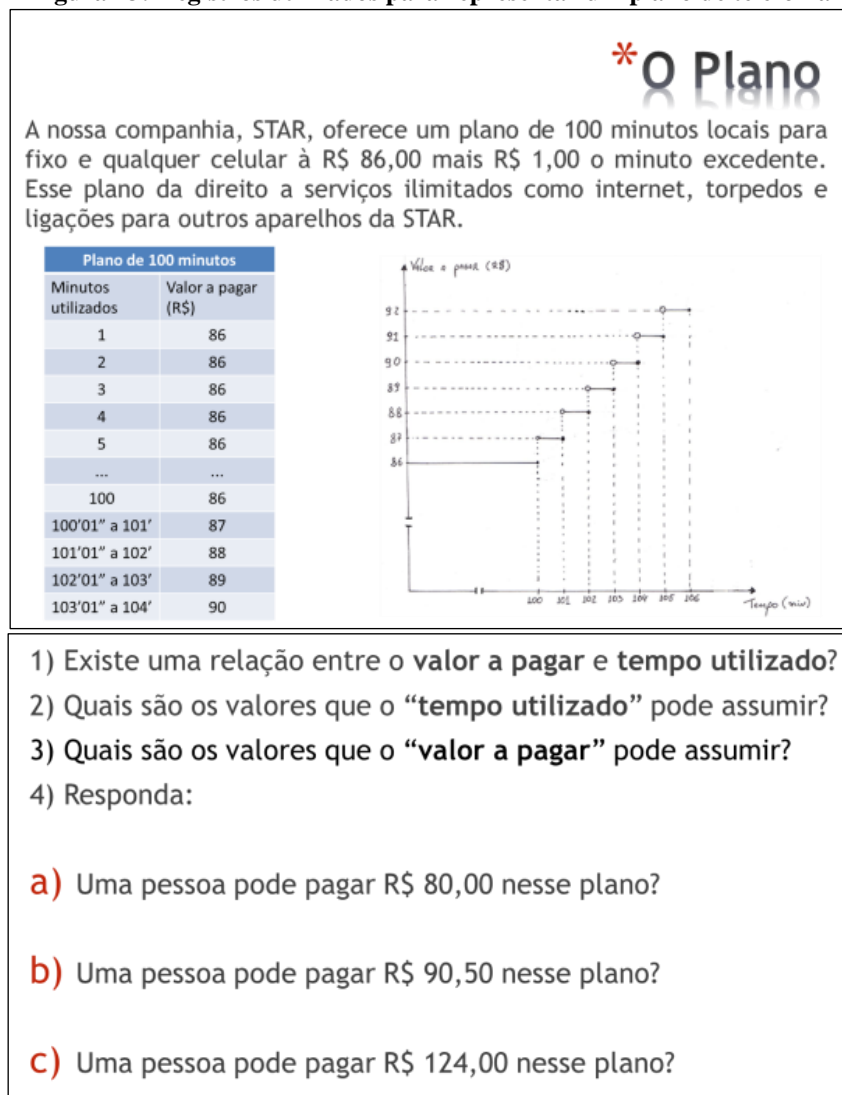 *O Plano
A nossa companhia, STAR, oferece um plano de 100 minutos locais para
fixo e qualquer celular à R$ 86,00 mais R$ 1,00 o minuto excedente.
Esse plano da direito a serviços ilimitados como internet, torpedos e
ligações para outros aparelhos da STAR.
Plano de 100 minutos
Minutos utilizados Valor a pagar (R$)
1 86
2 86
3 86
4 86
5 86
... ...
100 86
100'01" a 101' 87
101'01" a 102' 88
102'01" a 103' 89
103'01" a 104' 90
Valor a pagar (R$)
92
91
90
89
88
87
86
100 101 102 103 104 105 106
Tempo (min)
1) Existe uma relação entre o valor a pagar e tempo utilizado?
2) Quais são os valores que o “tempo utilizado” pode assumir?
3) Quais são os valores que o “valor a pagar” pode assumir?
4) Responda:
a) Uma pessoa pode pagar R$ 80,00 nesse plano?
b) Uma pessoa pode pagar R$ 90,50 nesse plano?
c) Uma pessoa pode pagar R$ 124,00 nesse plano?